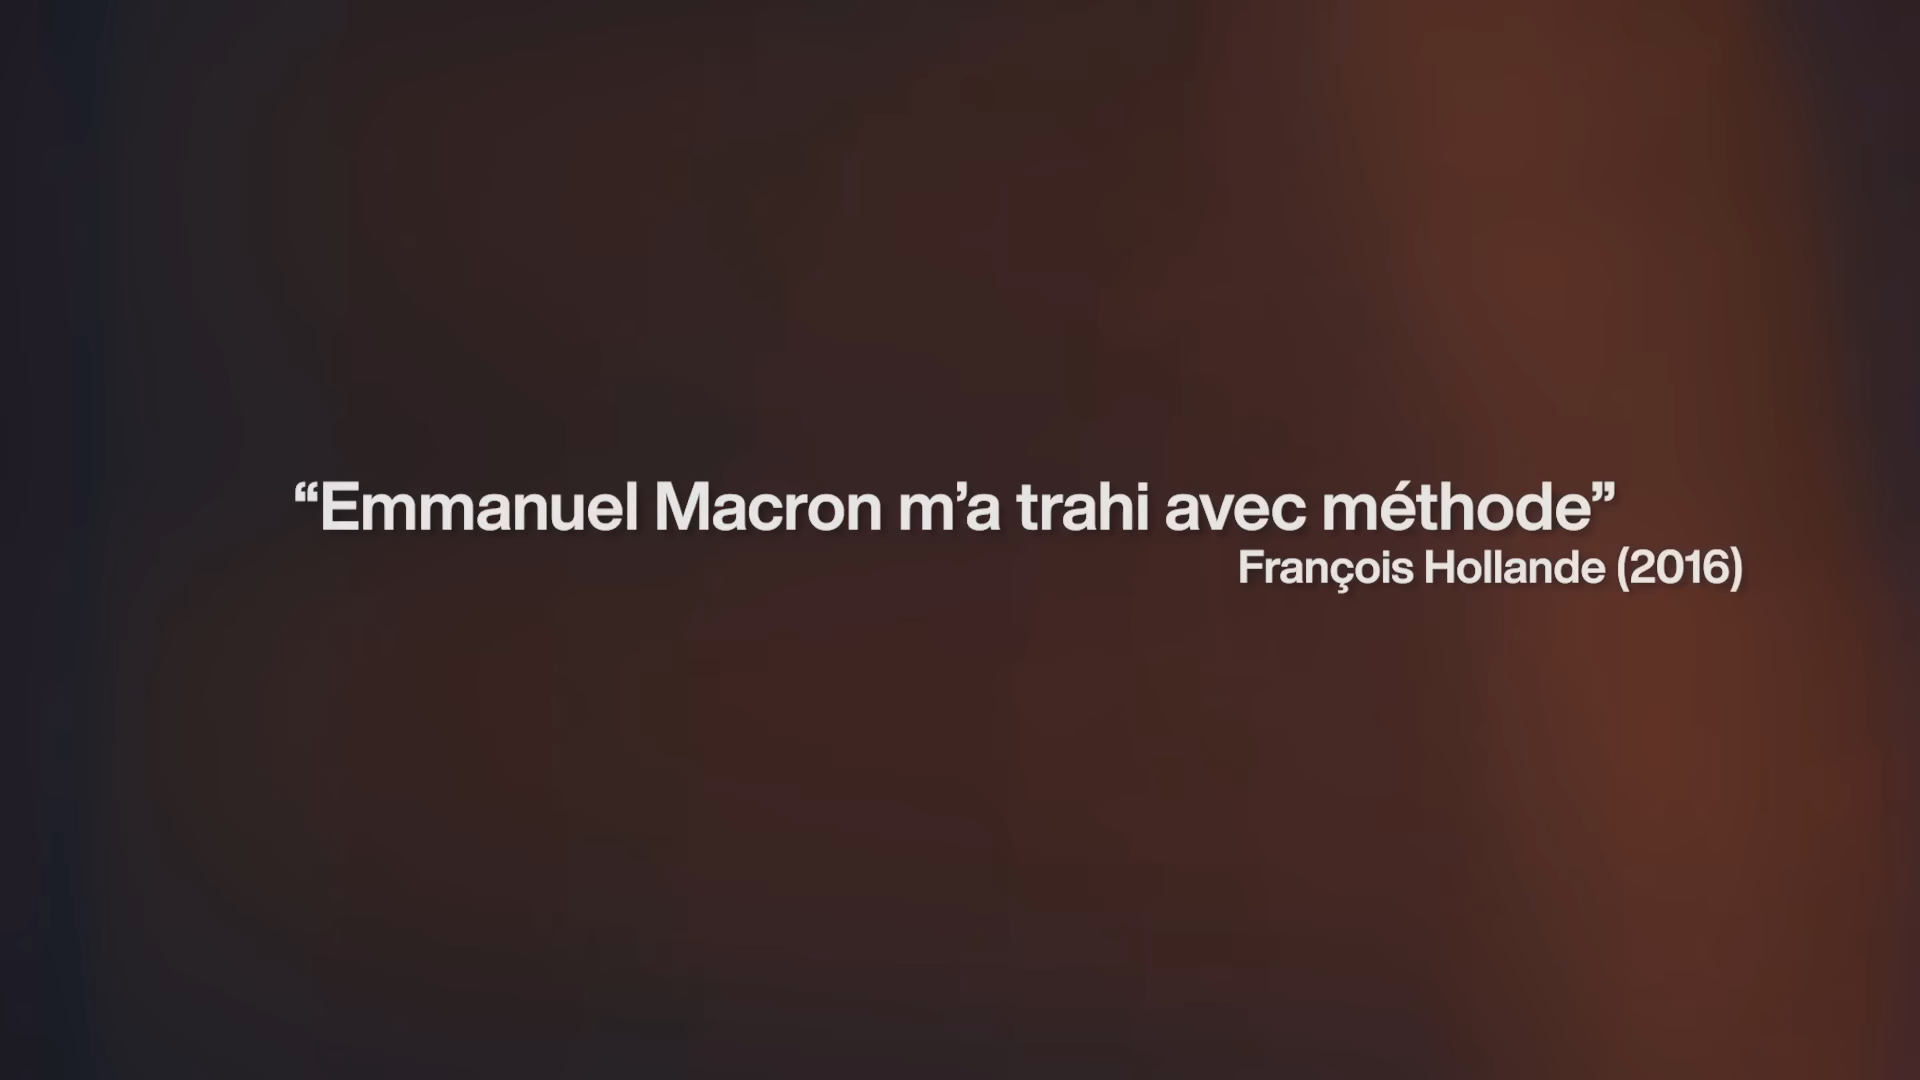 “Emmanuel Macron m’a trahi avec méthode”
François Hollande (2016)